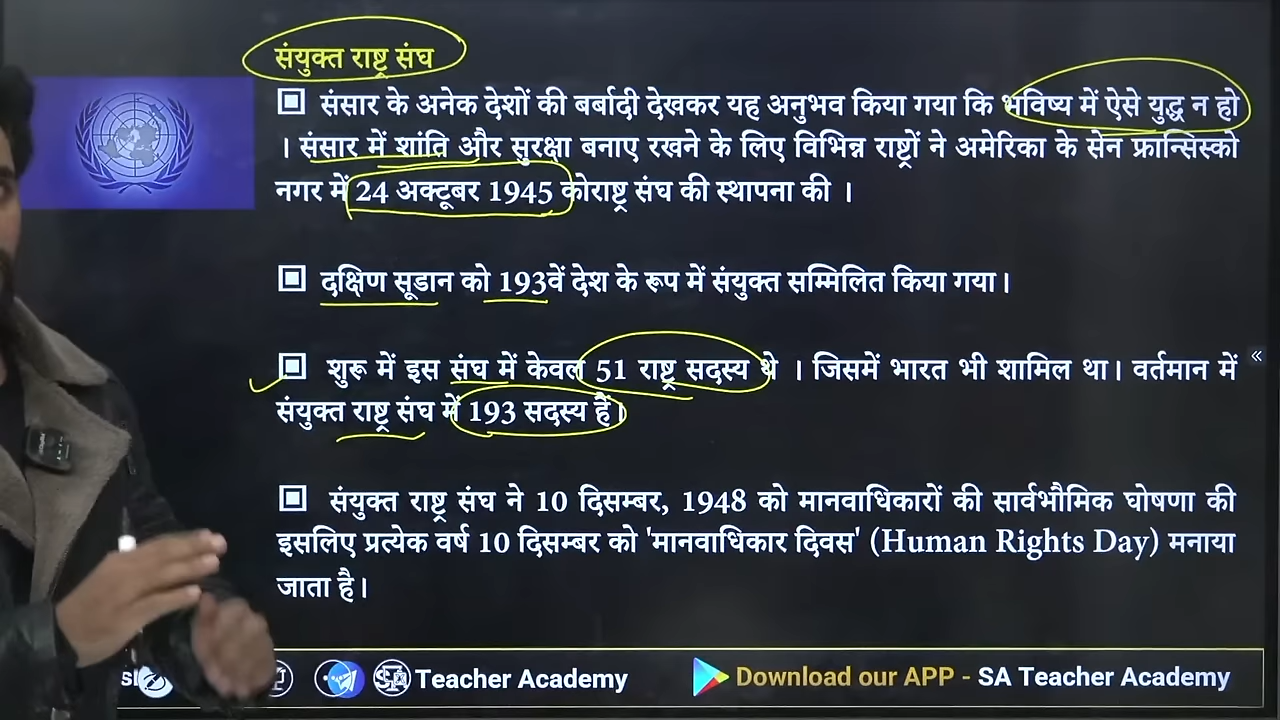 संयुक्त राष्ट्र संघ
संसार के अनेक देशों की बर्बादी देखकर यह अनुभव किया गया कि भविष्य में ऐसे युद्ध न हो
। संसार में शांति और सुरक्षा बनाए रखने के लिए विभिन्न राष्ट्रों ने अमेरिका के सेन फ्रान्सिस्को
नगर में 24 अक्टूबर 1945 कोराष्ट्र संघ की स्थापना की ।
दक्षिण सूडान को 193वें देश के रूप में संयुक्त सम्मिलित किया गया।
शुरू में इस संघ में केवल 51 राष्ट्र सदस्य थे । जिसमें भारत भी शामिल था। वर्तमान में
संयुक्त राष्ट्र संघ में 193 सदस्य हैं।
संयुक्त राष्ट्र संघ ने 10 दिसम्बर, 1948 को मानवाधिकारों की सार्वभौमिक घोषणा की
इसलिए प्रत्येक वर्ष 10 दिसम्बर को 'मानवाधिकार दिवस' (Human Rights Day) मनाया
जाता है।
Teacher Academy
Download our APP - SA Teacher Academy